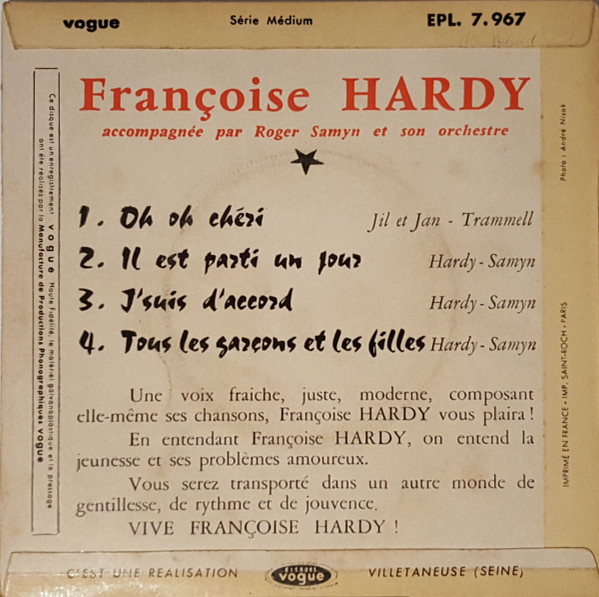 vogue Série Médium EPL. 7.967
Françoise HARDY
accompagnée par Roger Samyn et son orchestre
1. Oh oh chéri Jil et Jan - Trammell
2. Il est parti un jour Hardy - Samyn
3. J'suis d'accord Hardy - Samyn
4. Tous les garçons et les filles Hardy - Samyn
Une voix fraiche, juste, moderne, composant
elle-même ses chansons, Françoise HARDY vous plaira !
En entendant Françoise HARDY, on entend la
jeunesse et ses problèmes amoureux.
Vous serez transporté dans un autre monde de
gentillesse, de rythme et de jouvence.
VIVE FRANÇOISE HARDY !
Ce disque est un enregistrement vogue Haute Fidélité, le matériel galvanoplastique et le pressage
ont été réalisés par la Manufacture de Productions Phonographiques vogue
Photo : André Nisak
IMPRIMÉ EN FRANCE - IMP. SAINT-ROCH - PARIS
C'EST UNE REALISATION DISQUES vogue VILLETANEUSE (SEINE)